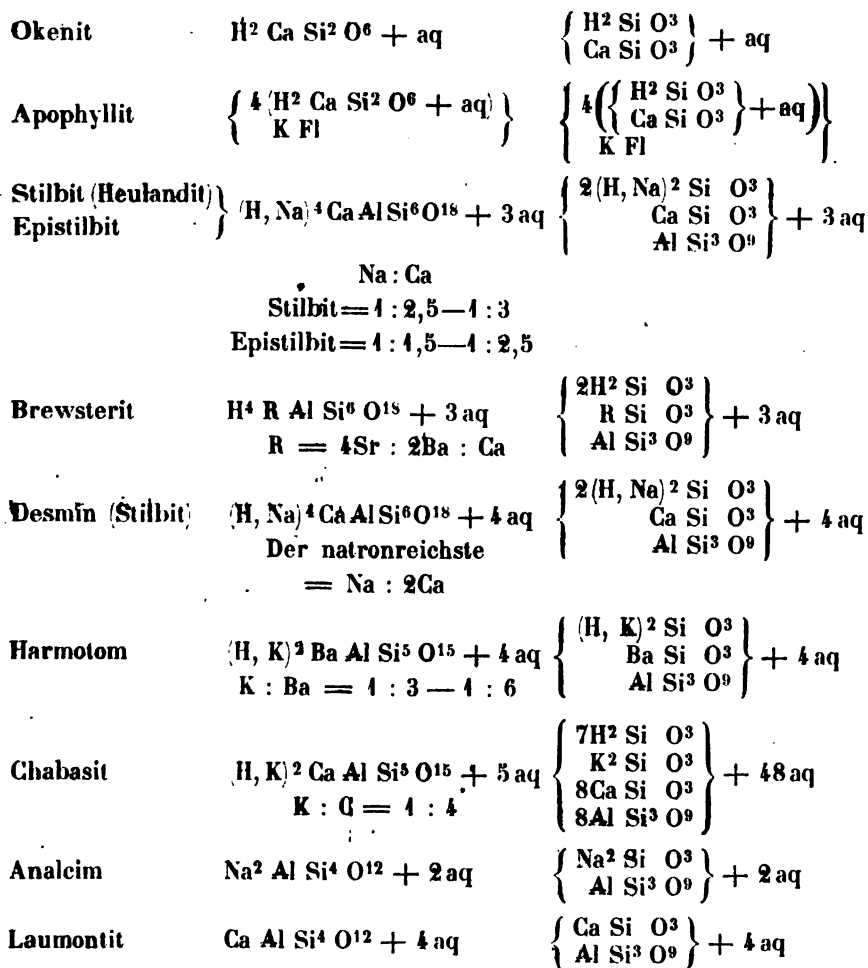 Okenit H² Ca Si² O⁶ + aq { H² Si O³ / Ca Si O³ } + aq
Apophyllit { 4 (H² Ca Si² O⁶ + aq) / K Fl } { 4 ( { H² Si O³ / Ca Si O³ } + aq ) / K Fl }
Stilbit (Heulandit) / Epistilbit } (H, Na)⁴ Ca Al Si⁶ O¹⁸ + 3 aq { 2 (H, Na)² Si O³ / Ca Si O³ / Al Si³ O⁹ } + 3 aq
Na : Ca
Stilbit = 1 : 2,5—1 : 3
Epistilbit = 1 : 1,5—1 : 2,5
Brewsterit H⁴ R Al Si⁶ O¹⁸ + 3 aq { 2H² Si O³ / R Si O³ / Al Si³ O⁹ } + 3 aq
R = 4Sr : 2Ba : Ca
Desmin (Stilbit) (H, Na)⁴ Ca Al Si⁶ O¹⁸ + 4 aq { 2 (H, Na)² Si O³ / Ca Si O³ / Al Si³ O⁹ } + 4 aq
Der natronreichste
= Na : 2Ca
Harmotom (H, K)² Ba Al Si⁵ O¹⁵ + 4 aq { (H, K)² Si O³ / Ba Si O³ / Al Si³ O⁹ } + 4 aq
K : Ba = 1 : 3 — 1 : 6
Chabasit (H, K)² Ca Al Si⁵ O¹⁵ + 5 aq { 7H² Si O³ / K² Si O³ / 8Ca Si O³ / 8Al Si³ O⁹ } + 48 aq
K : C = 1 : 4
Analcim Na² Al Si⁴ O¹² + 2 aq { Na² Si O³ / Al Si³ O⁹ } + 2 aq
Laumontit Ca Al Si⁴ O¹² + 4 aq { Ca Si O³ / Al Si³ O⁹ } + 4 aq